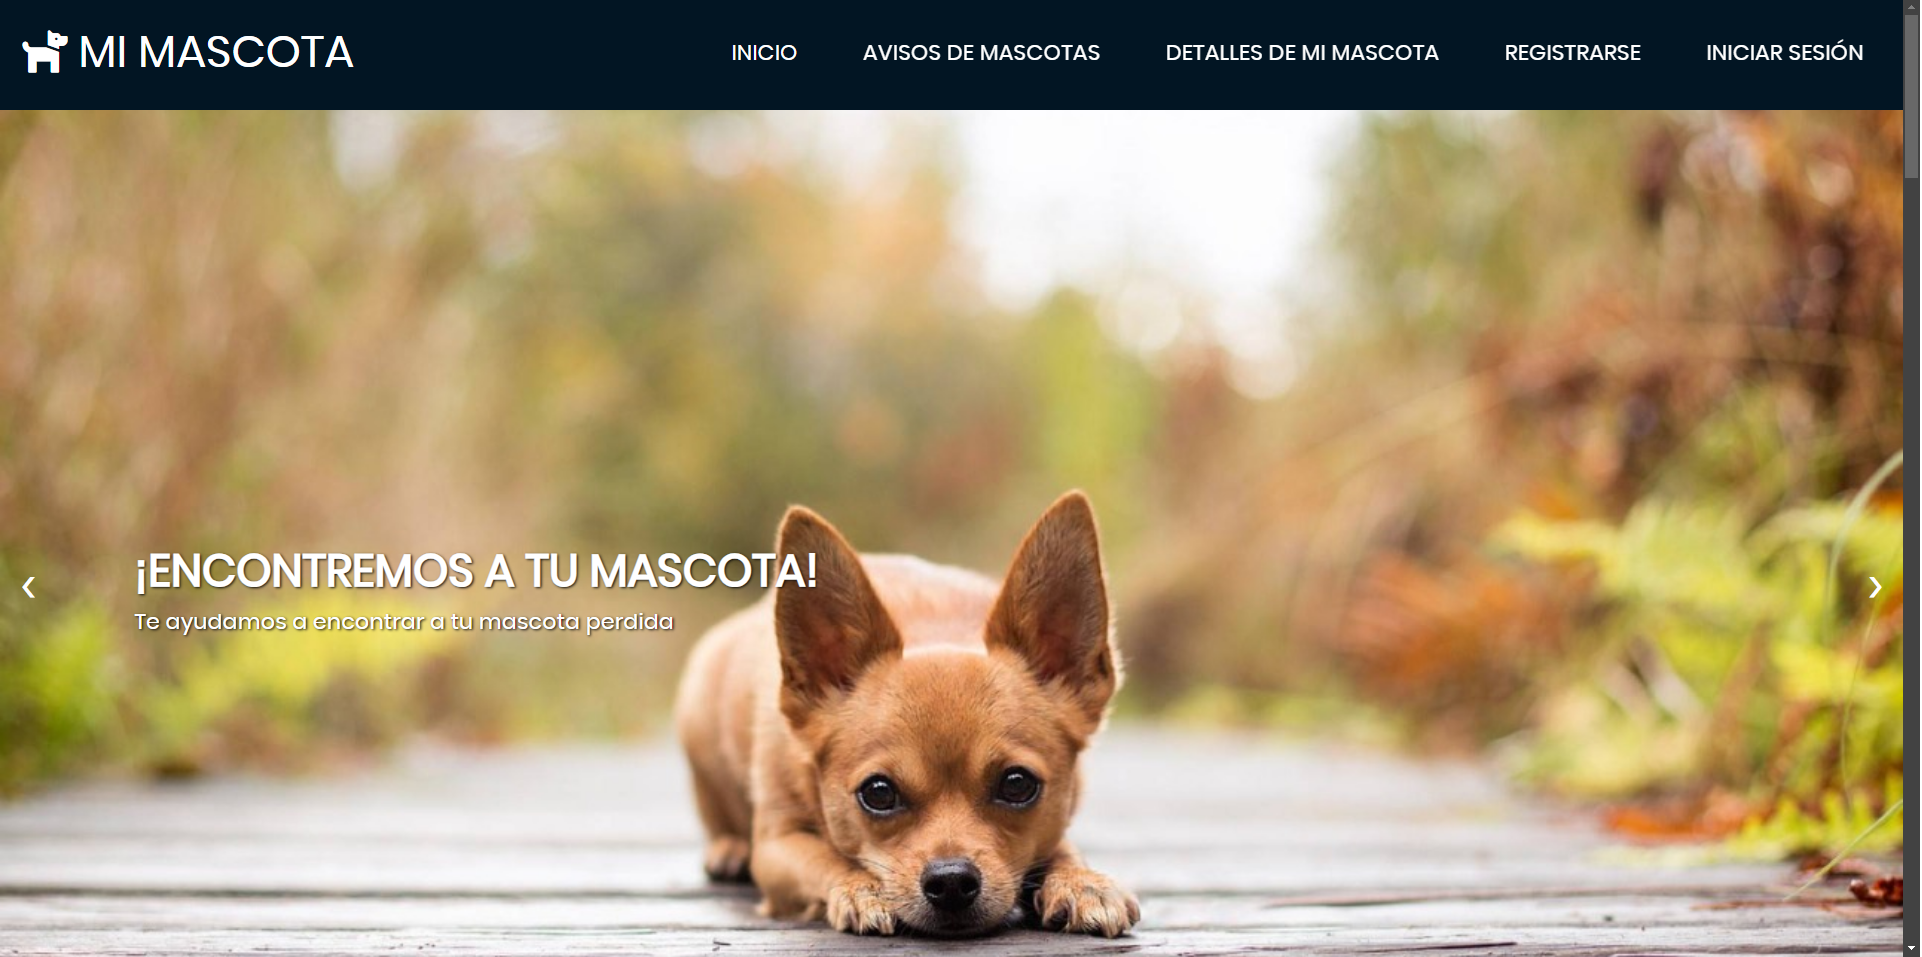 MI MASCOTA
INICIO
AVISOS DE MASCOTAS
DETALLES DE MI MASCOTA
REGISTRARSE
INICIAR SESIÓN
¡ENCONTREMOS A TU MASCOTA!
Te ayudamos a encontrar a tu mascota perdida